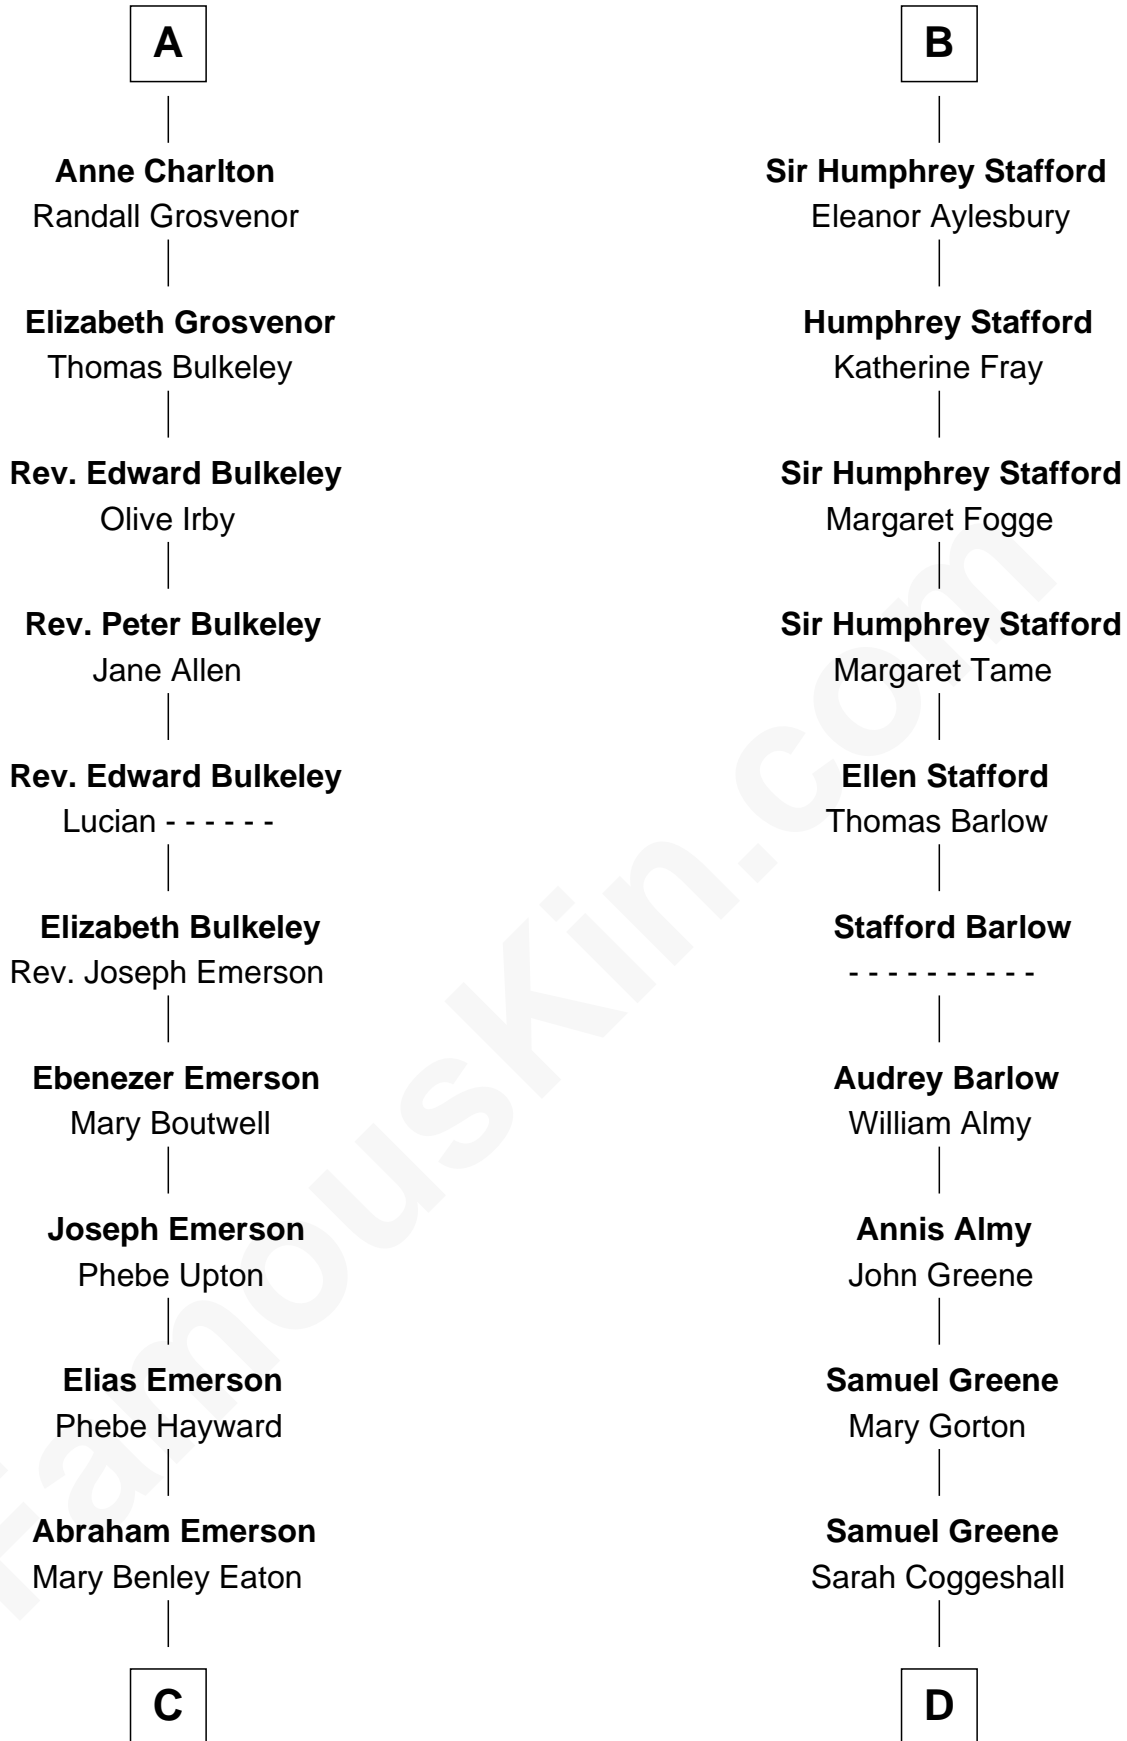 A
Anne Charlton
Randall Grosvenor
Elizabeth Grosvenor
Thomas Bulkeley
Rev. Edward Bulkeley
Olive Irby
Rev. Peter Bulkeley
Jane Allen
Rev. Edward Bulkeley
Lucian - - - - - -
Elizabeth Bulkeley
Rev. Joseph Emerson
Ebenezer Emerson
Mary Boutwell
Joseph Emerson
Phebe Upton
Elias Emerson
Phebe Hayward
Abraham Emerson
Mary Benley Eaton
C
B
Sir Humphrey Stafford
Eleanor Aylesbury
Humphrey Stafford
Katherine Fray
Sir Humphrey Stafford
Margaret Fogge
Sir Humphrey Stafford
Margaret Tame
Ellen Stafford
Thomas Barlow
Stafford Barlow
- - - - - - - - - -
Audrey Barlow
William Almy
Annis Almy
John Greene
Samuel Greene
Mary Gorton
Samuel Greene
Sarah Coggeshall
D
FamousKin.com